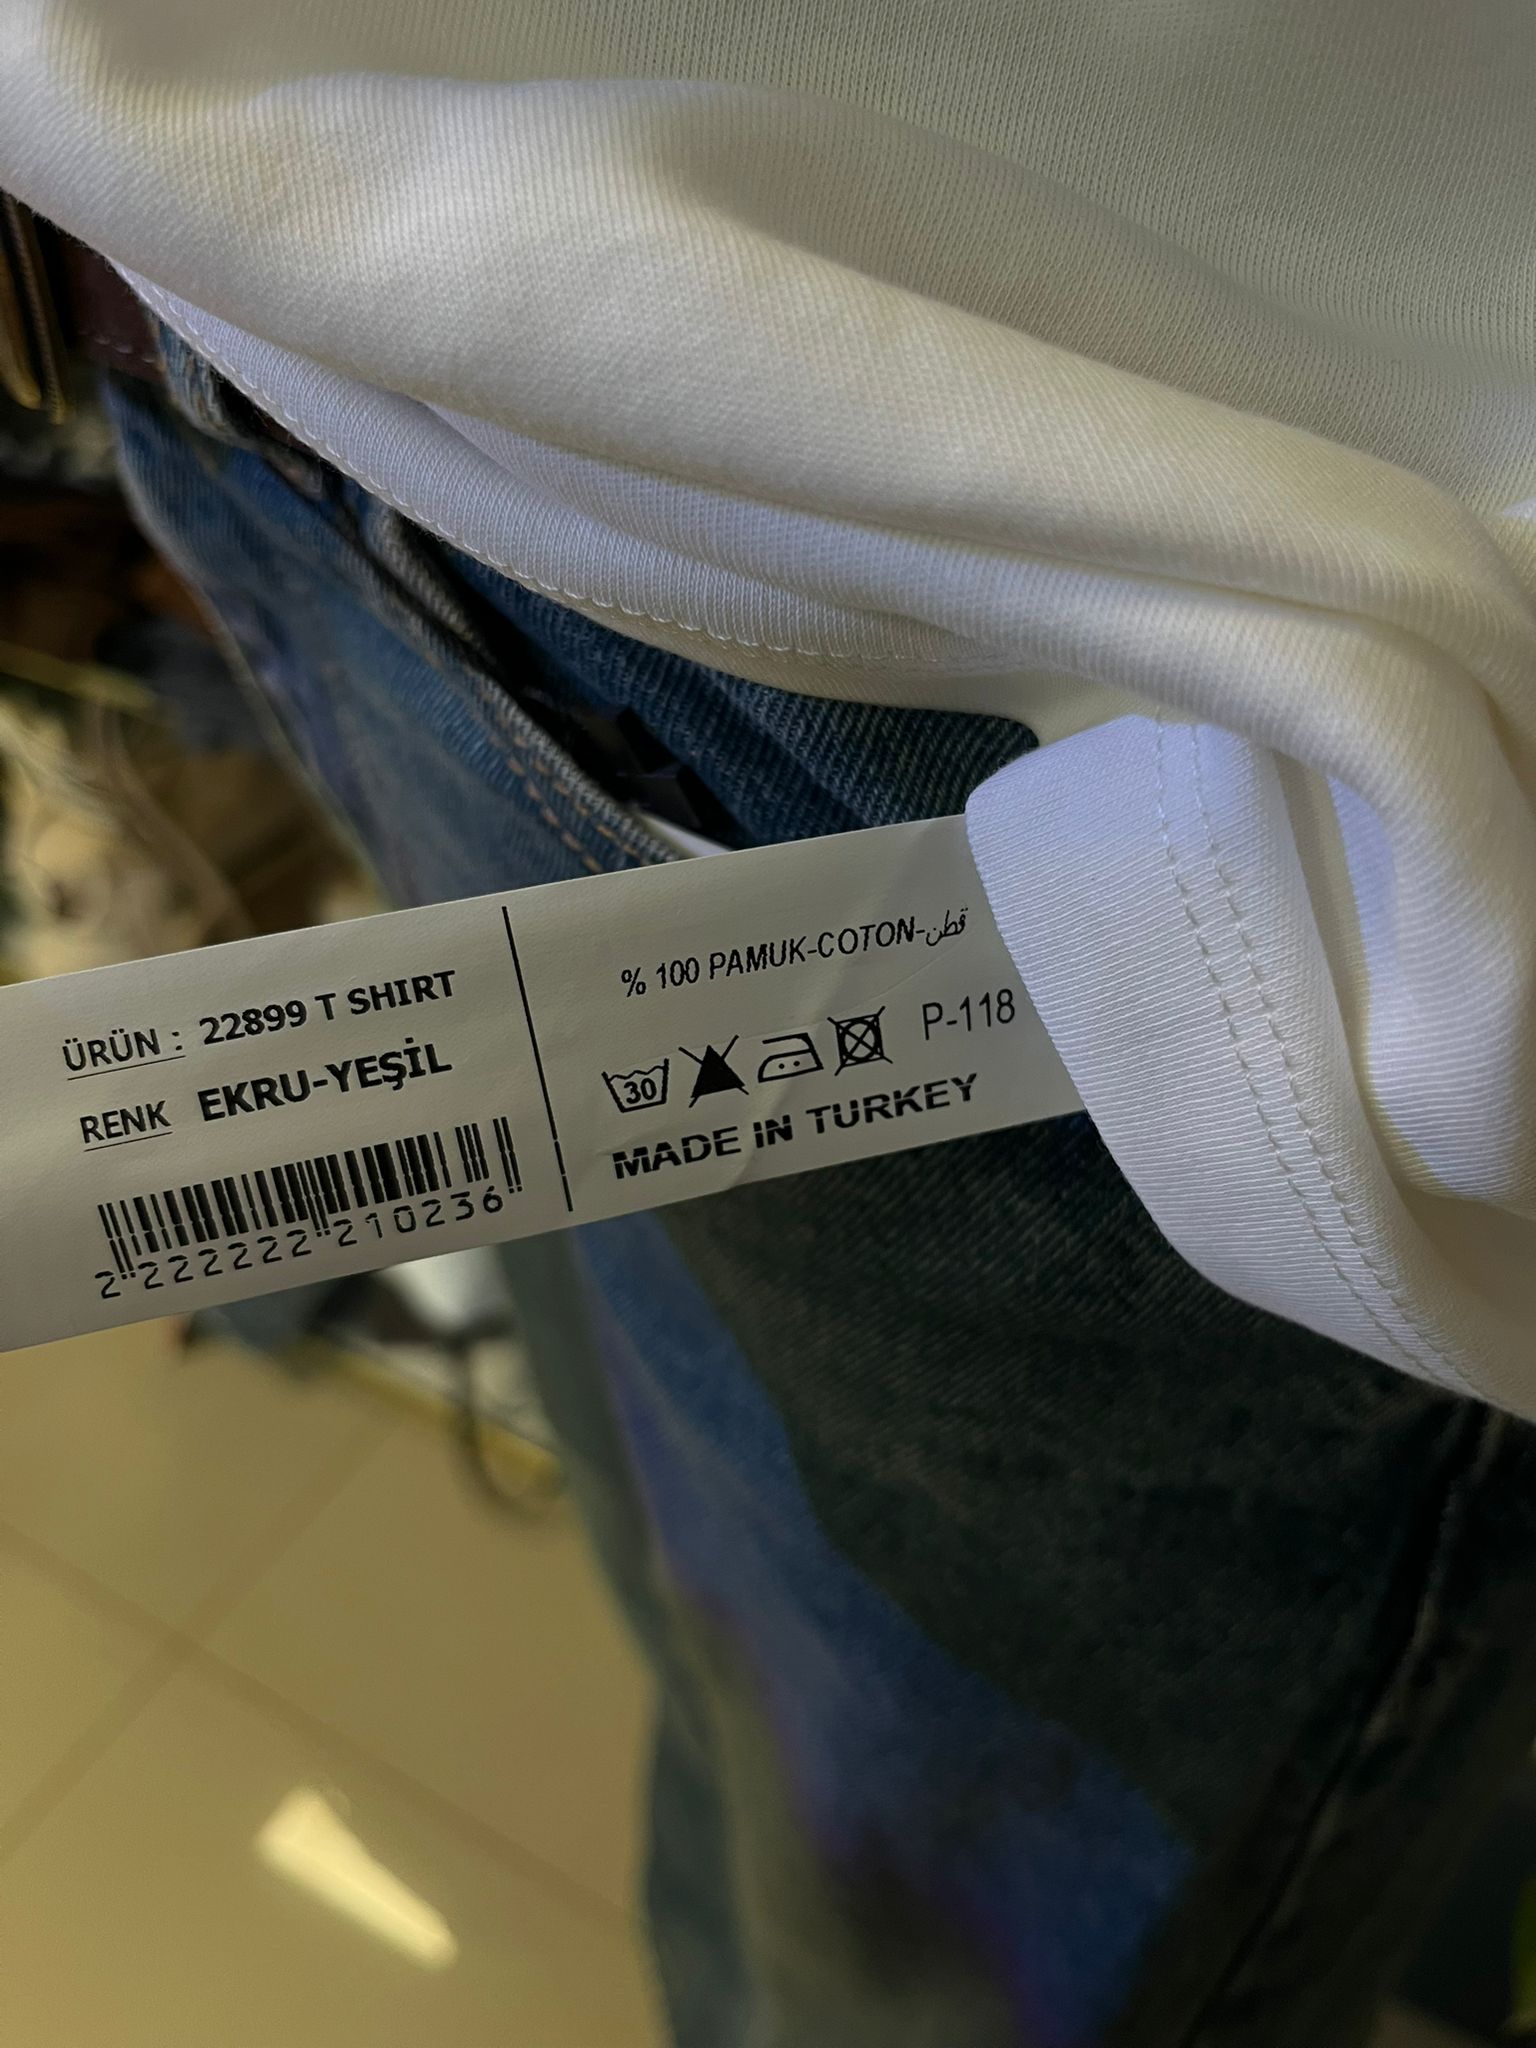 ÜRÜN : 22899 T SHIRT
RENK EKRU-YEŞİL
2"222222"210236"
% 100 PAMUK-COTON-قطن
30
P-118
MADE IN TURKEY